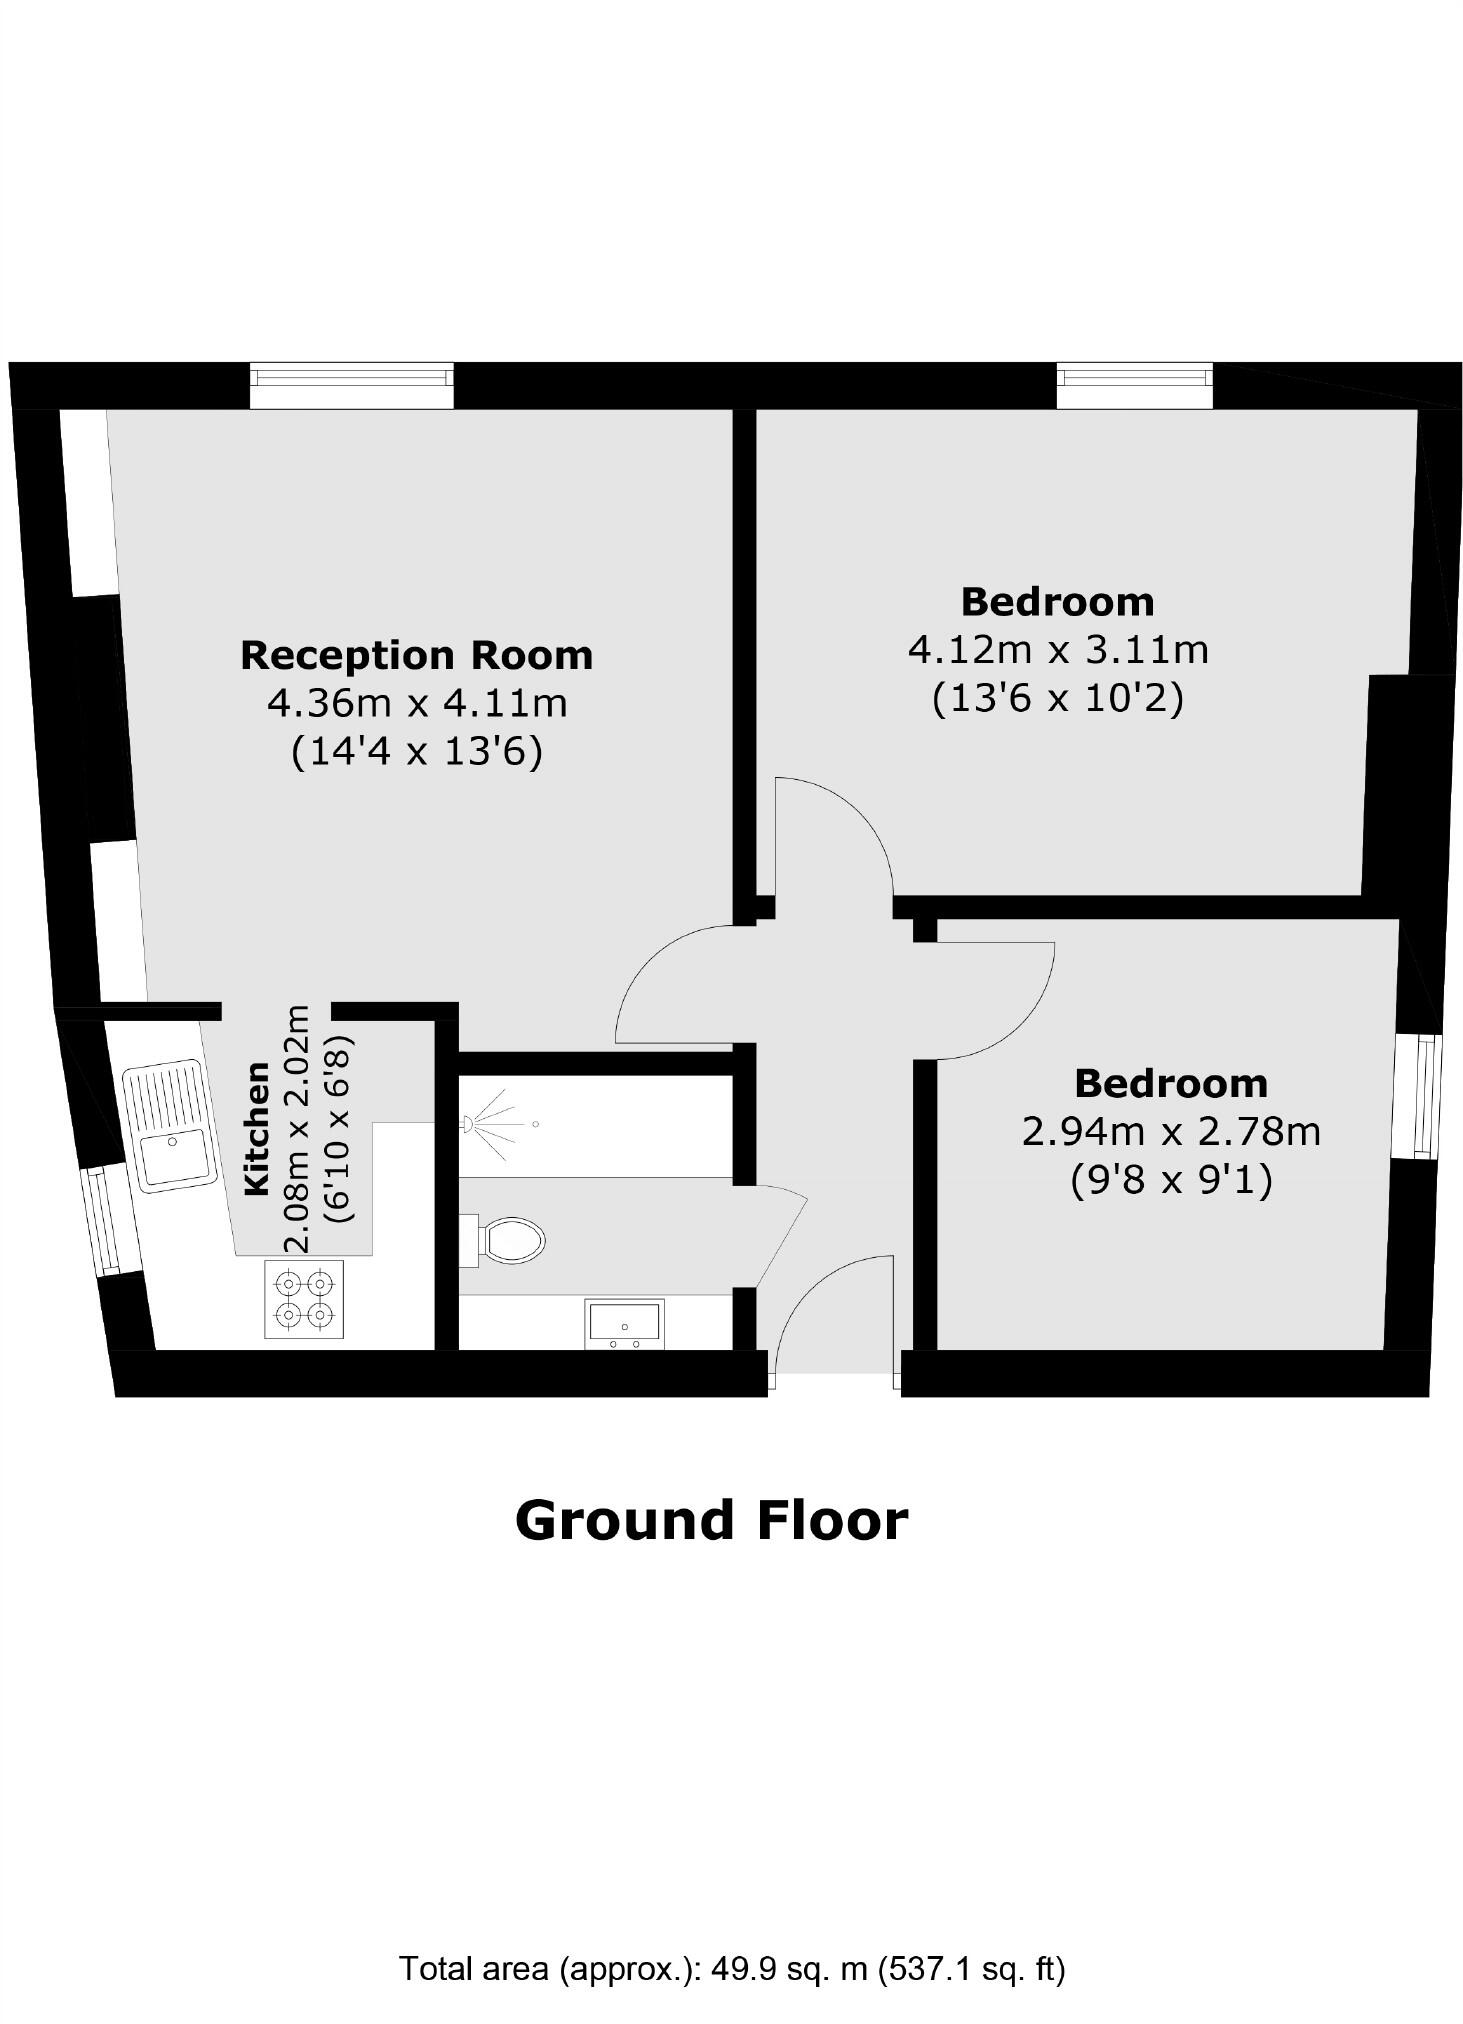 Reception Room
4.36m x 4.11m
(14'4 x 13'6)
Bedroom
4.12m x 3.11m
(13'6 x 10'2)
Kitchen
2.08m x 2.02m
(6'10 x 6'8)
Bedroom
2.94m x 2.78m
(9'8 x 9'1)
Ground Floor
Total area (approx.): 49.9 sq. m (537.1 sq. ft)